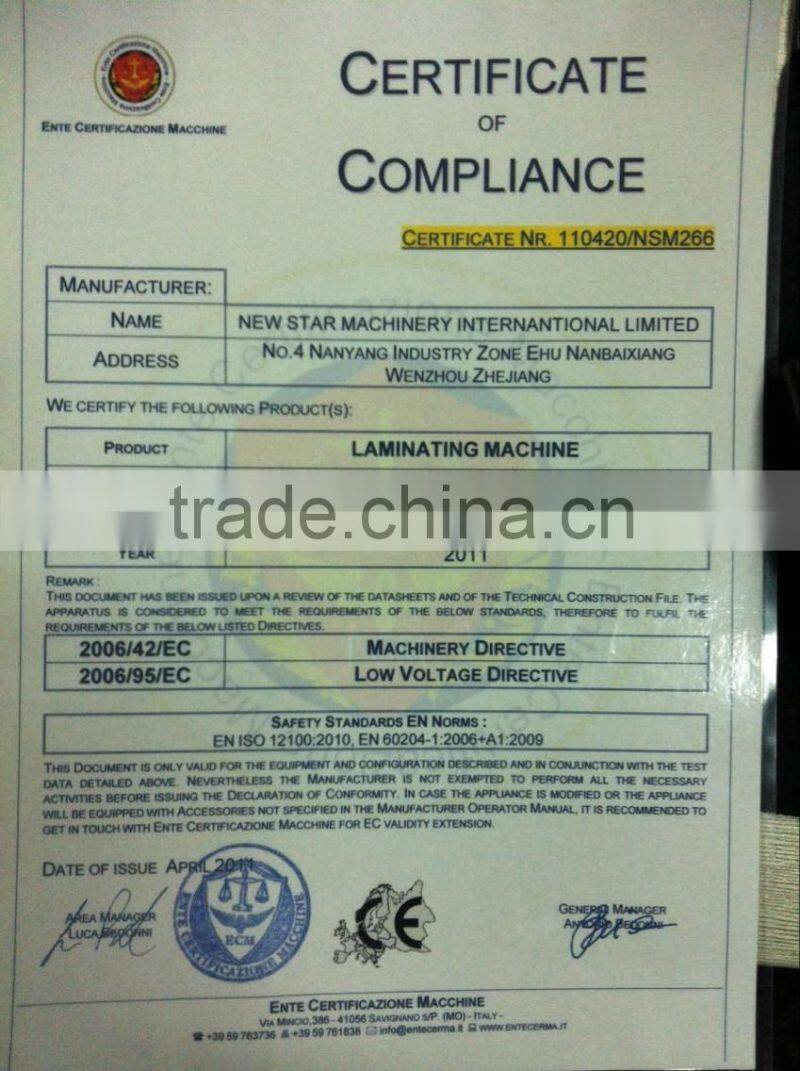 ENTE CERTIFICAZIONE MACCHINE
CERTIFICATE
OF
COMPLIANCE
CERTIFICATE NR. 110420/NSM266
MANUFACTURER:
NAME NEW STAR MACHINERY INTERNANTIONAL LIMITED
ADDRESS NO.4 NANYANG INDUSTRY ZONE EHU NANBAIXIANG
WENZHOU ZHEJIANG
WE CERTIFY THE FOLLOWING PRODUCT(S):
PRODUCT LAMINATING MACHINE
trade.china.cn
YEAR 2011
REMARK :
THIS DOCUMENT HAS BEEN ISSUED UPON A REVIEW OF THE DATASHEETS AND OF THE TECHNICAL CONSTRUCTION FILE. THE
APPARATUS IS CONSIDERED TO MEET THE REQUIREMENTS OF THE BELOW STANDARDS, THEREFORE TO FULFIL THE
REQUIREMENTS OF THE BELOW LISTED DIRECTIVES.
2006/42/EC MACHINERY DIRECTIVE
2006/95/EC LOW VOLTAGE DIRECTIVE
SAFETY STANDARDS EN NORMS :
EN ISO 12100:2010, EN 60204-1:2006+A1:2009
THIS DOCUMENT IS ONLY VALID FOR THE EQUIPMENT AND CONFIGURATION DESCRIBED AND IN CONJUNCTION WITH THE TEST
DATA DETAILED ABOVE. NEVERTHELESS THE MANUFACTURER IS NOT EXEMPTED TO PERFORM ALL THE NECESSARY
ACTIVITIES BEFORE ISSUING THE DECLARATION OF CONFORMITY. IN CASE THE APPLIANCE IS MODIFIED OR THE APPLIANCE
WILL BE EQUIPPED WITH ACCESSORIES NOT SPECIFIED IN THE MANUFACTURER OPERATOR MANUAL, IT IS RECOMMENDED TO
GET IN TOUCH WITH ENTE CERTIFICAZIONE MACCHINE FOR EC VALIDITY EXTENSION.
DATE OF ISSUE APRIL 2011
AREA MANAGER
LUCA BEDONNI
ENTE CERTIFICAZIONE MACCHINE
ECM
CE
GENERAL MANAGER
ANTONIO BEDONNI
ENTE CERTIFICAZIONE MACCHINE
VIA MINCIO,386 - 41056 SAVIGNANO S/P. (MO) - ITALY -
☎ +39 59 763736 +39 59 761838 info@entecerma.it WWW.ENTECERMA.IT